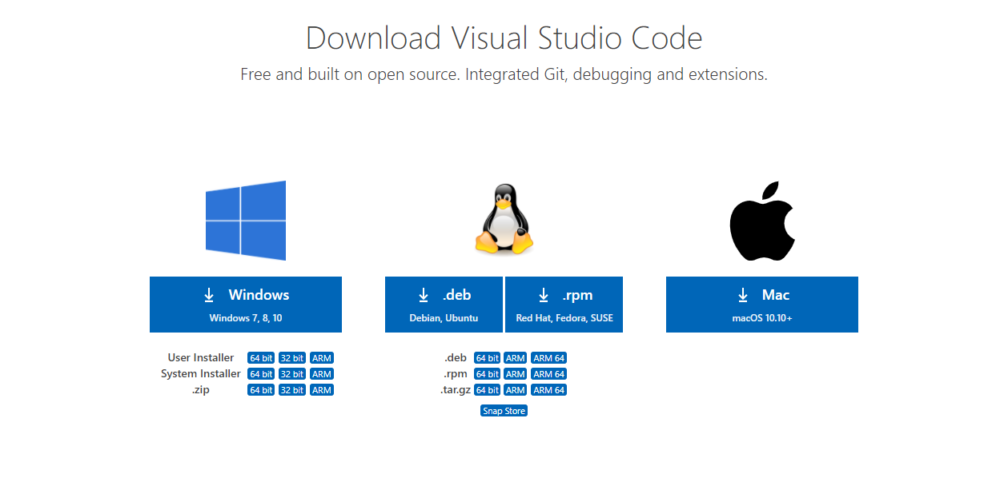 Download Visual Studio Code
Free and built on open source. Integrated Git, debugging and extensions.
Windows
Windows 7, 8, 10
User Installer 64 bit 32 bit ARM
System Installer 64 bit 32 bit ARM
.zip 64 bit 32 bit ARM
.deb
Debian, Ubuntu
.rpm
Red Hat, Fedora, SUSE
.deb 64 bit ARM ARM 64
.rpm 64 bit ARM ARM 64
.tar.gz 64 bit ARM ARM 64
Snap Store
Mac
macOS 10.10+